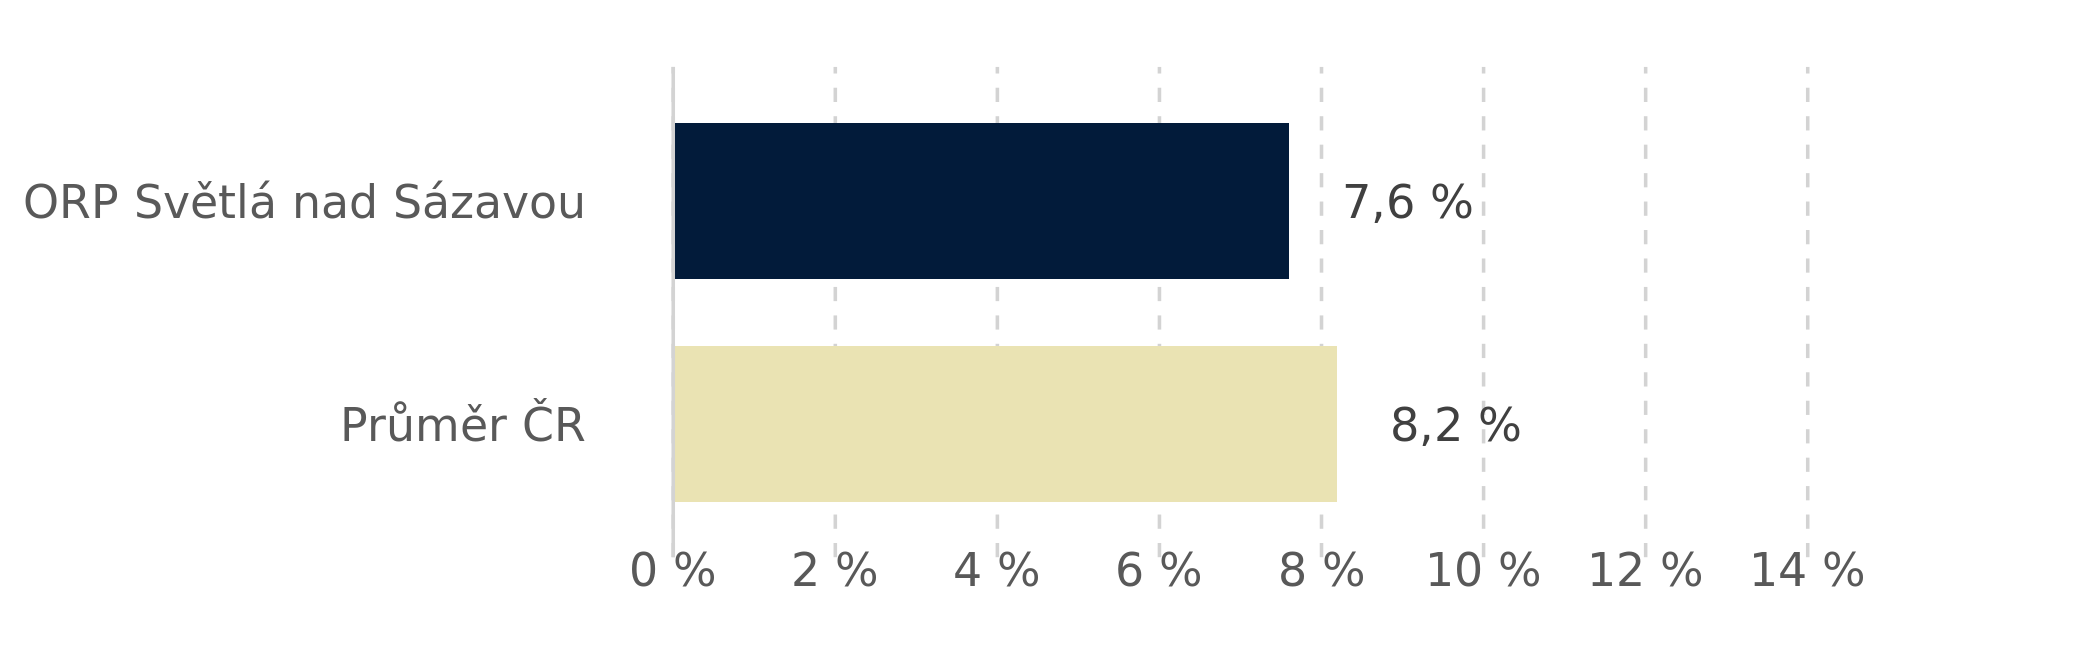 ORP Světlá nad Sázavou
7,6 %
Průměr ČR
8,2 %
0 % 2 % 4 % 6 % 8 % 10 % 12 % 14 %